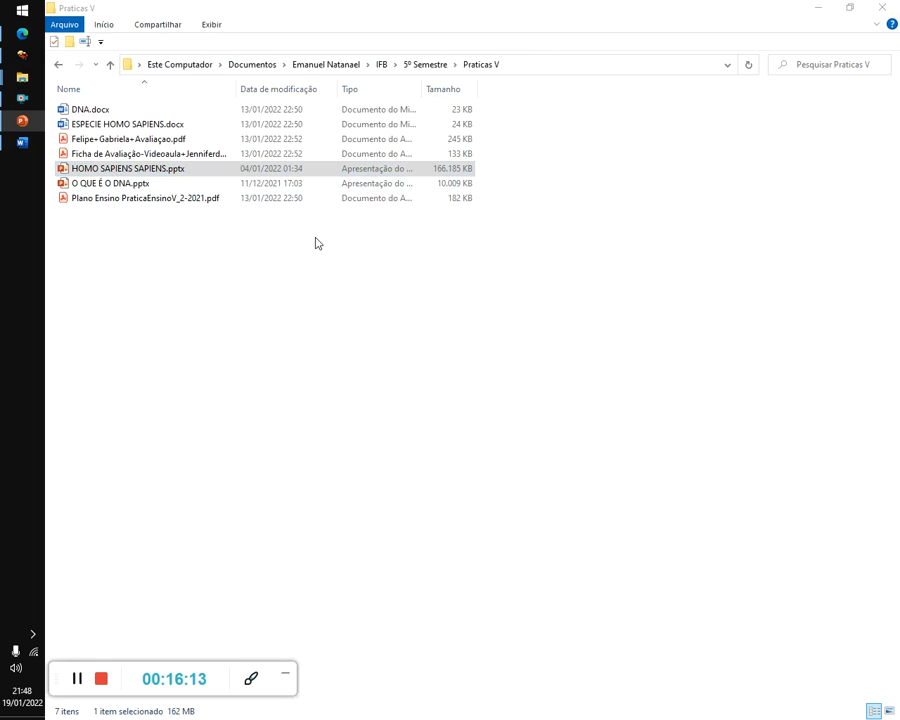 Praticas V
Arquivo Início Compartilhar Exibir
Este Computador Documentos Emanuel Natanael IFB 5º Semestre Praticas V Pesquisar Praticas V
Nome Data de modificação Tipo Tamanho
DNA.docx 13/01/2022 22:50 Documento do Mi... 23 KB
ESPECIE HOMO SAPIENS.docx 13/01/2022 22:50 Documento do Mi... 24 KB
Felipe+Gabriela+Avaliaçao.pdf 13/01/2022 22:52 Documento do A... 245 KB
Ficha de Avaliação-Videoaula+Jenniferd... 13/01/2022 22:52 Documento do A... 133 KB
HOMO SAPIENS SAPIENS.pptx 04/01/2022 01:34 Apresentação do ... 166.185 KB
O QUE É O DNA.pptx 11/12/2021 17:03 Apresentação do ... 10.009 KB
Plano Ensino PraticaEnsinoV_2-2021.pdf 13/01/2022 22:50 Documento do A... 182 KB
00:16:13
21:48
19/01/2022
7 itens 1 item selecionado 162 MB